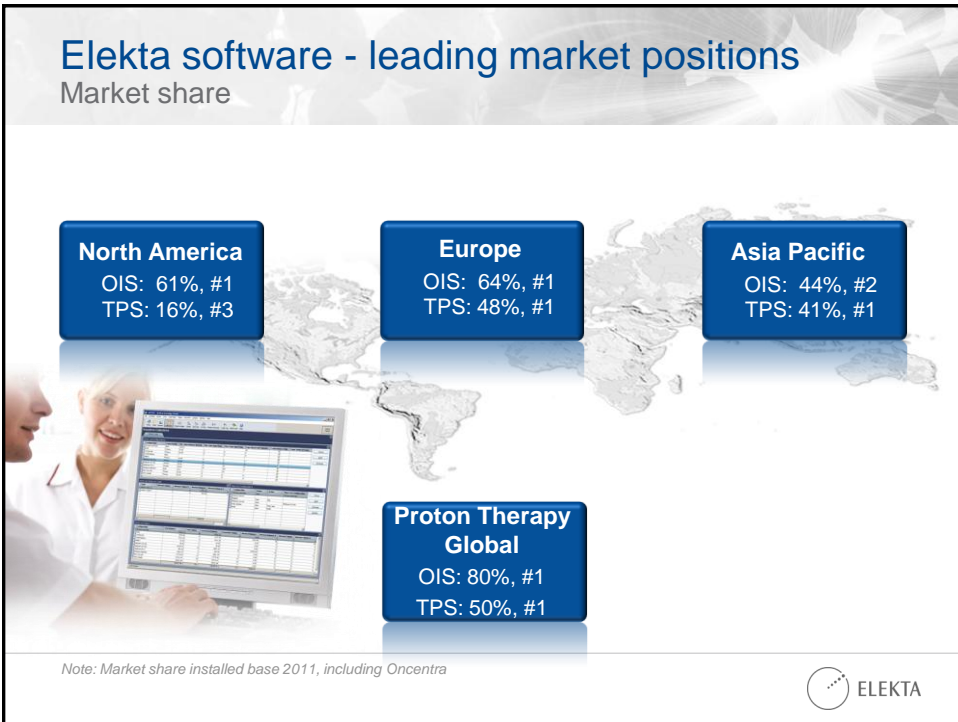 Elekta software - leading market positions
Market share
North America
OIS: 61%, #1
TPS: 16%, #3
Europe
OIS: 64%, #1
TPS: 48%, #1
Asia Pacific
OIS: 44%, #2
TPS: 41%, #1
Proton Therapy
Global
OIS: 80%, #1
TPS: 50%, #1
Note: Market share installed base 2011, including Oncentra
ELEKTA